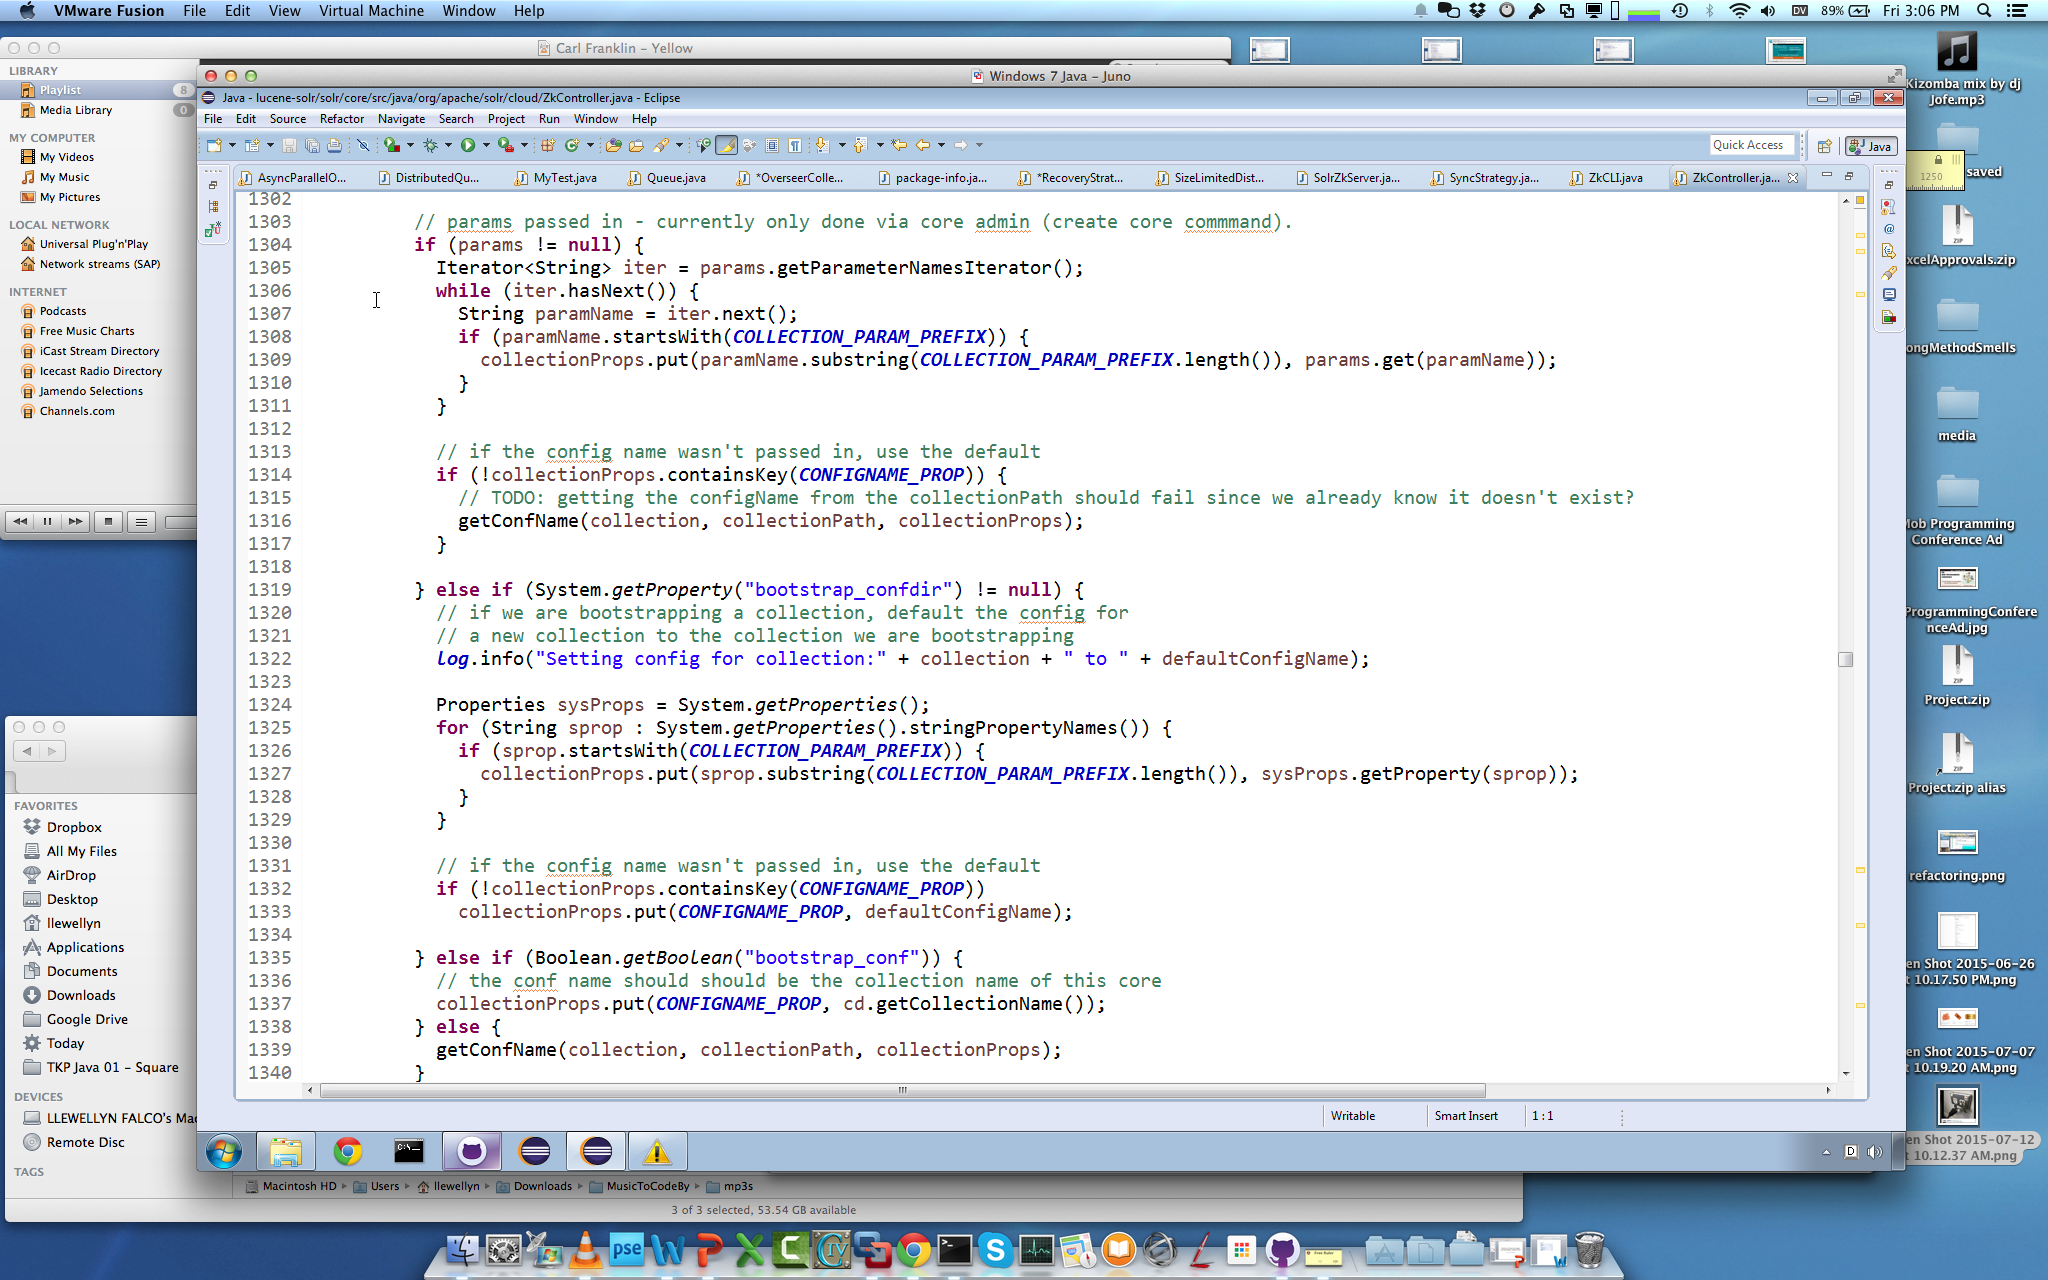 VMware Fusion File Edit View Virtual Machine Window Help
DV 89% Fri 3:06 PM
Carl Franklin - Yellow
LIBRARY
Playlist 8
Media Library 0
MY COMPUTER
My Videos
My Music
My Pictures
LOCAL NETWORK
Universal Plug'n'Play
Network streams (SAP)
INTERNET
Podcasts
Free Music Charts
iCast Stream Directory
Icecast Radio Directory
Jamendo Selections
Channels.com
Windows 7 Java - Juno
Java - lucene-solr/solr/core/src/java/org/apache/solr/cloud/ZkController.java - Eclipse
File Edit Source Refactor Navigate Search Project Run Window Help
Quick Access Java
AsyncParallelO... DistributedQu... MyTest.java Queue.java *OverseerColle... package-info.ja... *RecoveryStrat... SizeLimitedDist... SolrZkServer.ja... SyncStrategy.ja... ZkCLI.java ZkController.ja...
1302
1303 // params passed in - currently only done via core admin (create core commmand).
1304 if (params != null) {
1305 Iterator<String> iter = params.getParameterNamesIterator();
1306 while (iter.hasNext()) {
1307 String paramName = iter.next();
1308 if (paramName.startsWith(COLLECTION_PARAM_PREFIX)) {
1309 collectionProps.put(paramName.substring(COLLECTION_PARAM_PREFIX.length()), params.get(paramName));
1310 }
1311 }
1312
1313 // if the config name wasn't passed in, use the default
1314 if (!collectionProps.containsKey(CONFIGNAME_PROP)) {
1315 // TODO: getting the configName from the collectionPath should fail since we already know it doesn't exist?
1316 getConfName(collection, collectionPath, collectionProps);
1317 }
1318
1319 } else if (System.getProperty("bootstrap_confdir") != null) {
1320 // if we are bootstrapping a collection, default the config for
1321 // a new collection to the collection we are bootstrapping
1322 log.info("Setting config for collection:" + collection + " to " + defaultConfigName);
1323
1324 Properties sysProps = System.getProperties();
1325 for (String sprop : System.getProperties().stringPropertyNames()) {
1326 if (sprop.startsWith(COLLECTION_PARAM_PREFIX)) {
1327 collectionProps.put(sprop.substring(COLLECTION_PARAM_PREFIX.length()), sysProps.getProperty(sprop));
1328 }
1329 }
1330
1331 // if the config name wasn't passed in, use the default
1332 if (!collectionProps.containsKey(CONFIGNAME_PROP))
1333 collectionProps.put(CONFIGNAME_PROP, defaultConfigName);
1334
1335 } else if (Boolean.getBoolean("bootstrap_conf")) {
1336 // the conf name should should be the collection name of this core
1337 collectionProps.put(CONFIGNAME_PROP, cd.getCollectionName());
1338 } else {
1339 getConfName(collection, collectionPath, collectionProps);
1340 }
Writable Smart Insert 1 : 1
D
FAVORITES
Dropbox
All My Files
AirDrop
Desktop
llewellyn
Applications
Documents
Downloads
Google Drive
Today
TKP Java 01 - Square
DEVICES
LLEWELLYN FALCO's Mac
Remote Disc
TAGS
Macintosh HD Users llewellyn Downloads MusicToCodeBy mp3s
3 of 3 selected, 53.54 GB available
Kizomba mix by dj
Jofe.mp3
saved
1250
ZIP
xcelApprovals.zip
ongMethodSmells
media
Mob Programming
Conference Ad
ProgrammingConfere
nceAd.jpg
ZIP
Project.zip
ZIP
Project.zip alias
refactoring.png
en Shot 2015-06-26
t 10.17.50 PM.png
en Shot 2015-07-07
t 10.19.20 AM.png
en Shot 2015-07-12
t 10.12.37 AM.png
pse